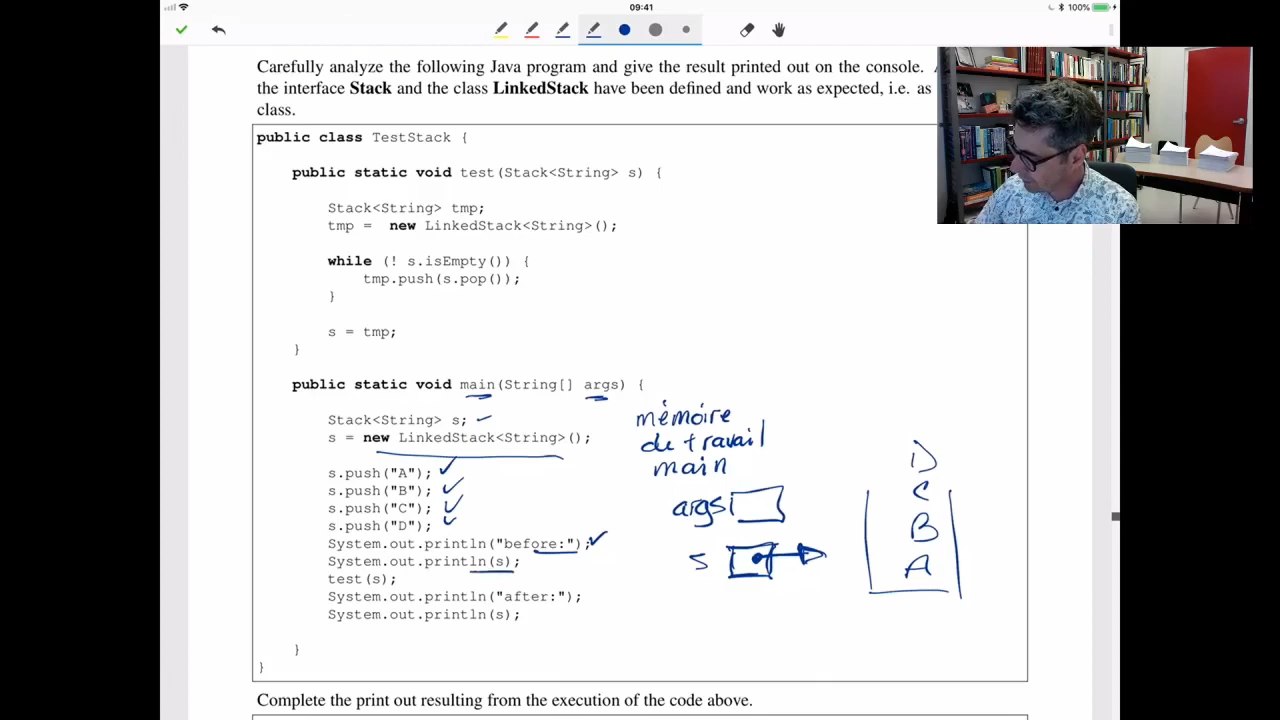 09:41
100%
Carefully analyze the following Java program and give the result printed out on the console.
the interface Stack and the class LinkedStack have been defined and work as expected, i.e. as
class.
public class TestStack {
public static void test(Stack<String> s) {
Stack<String> tmp;
tmp = new LinkedStack<String>();
while (! s.isEmpty()) {
tmp.push(s.pop());
}
s = tmp;
}
public static void main(String[] args) {
Stack<String> s;
s = new LinkedStack<String>();
s.push("A");
s.push("B");
s.push("C");
s.push("D");
System.out.println("before:");
System.out.println(s);
test(s);
System.out.println("after:");
System.out.println(s);
}
}
mémoire
de travail
main
args
s
D
C
B
A
Complete the print out resulting from the execution of the code above.